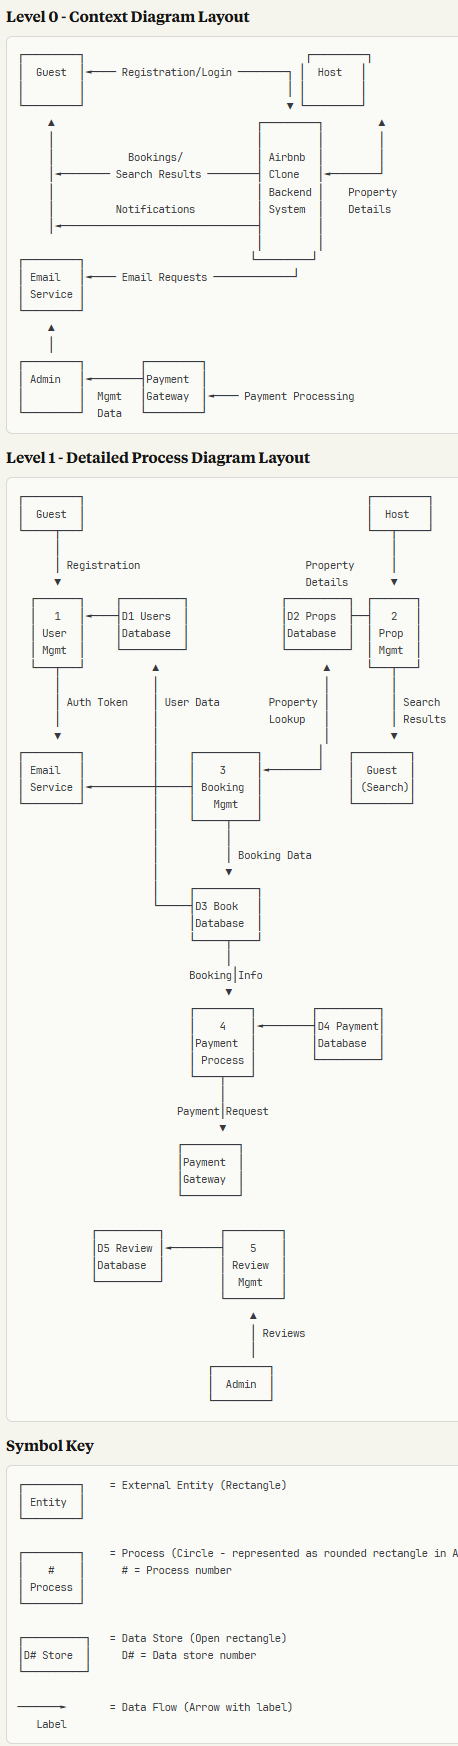 Level 0 - Context Diagram Layout
Guest Registration/Login Host
Bookings/ Airbnb
Search Results Clone
Backend Property
Notifications System Details
Email Email Requests
Service
Admin Payment
Mgmt Gateway Payment Processing
Data
Level 1 - Detailed Process Diagram Layout
Guest Host
Registration Property
Details
1 D1 Users D2 Props 2
User Database Database Prop
Mgmt Mgmt
Auth Token User Data Property Search
Lookup Results
Email 3 Guest
Service Booking (Search)
Mgmt
Booking Data
D3 Book
Database
Booking Info
4 D4 Payment
Payment Database
Process
Payment Request
Payment
Gateway
D5 Review 5
Database Review
Mgmt
Reviews
Admin
Symbol Key
= External Entity (Rectangle)
Entity
= Process (Circle - represented as rounded rectangle in A
# # = Process number
Process
= Data Store (Open rectangle)
D# Store D# = Data store number
= Data Flow (Arrow with label)
Label